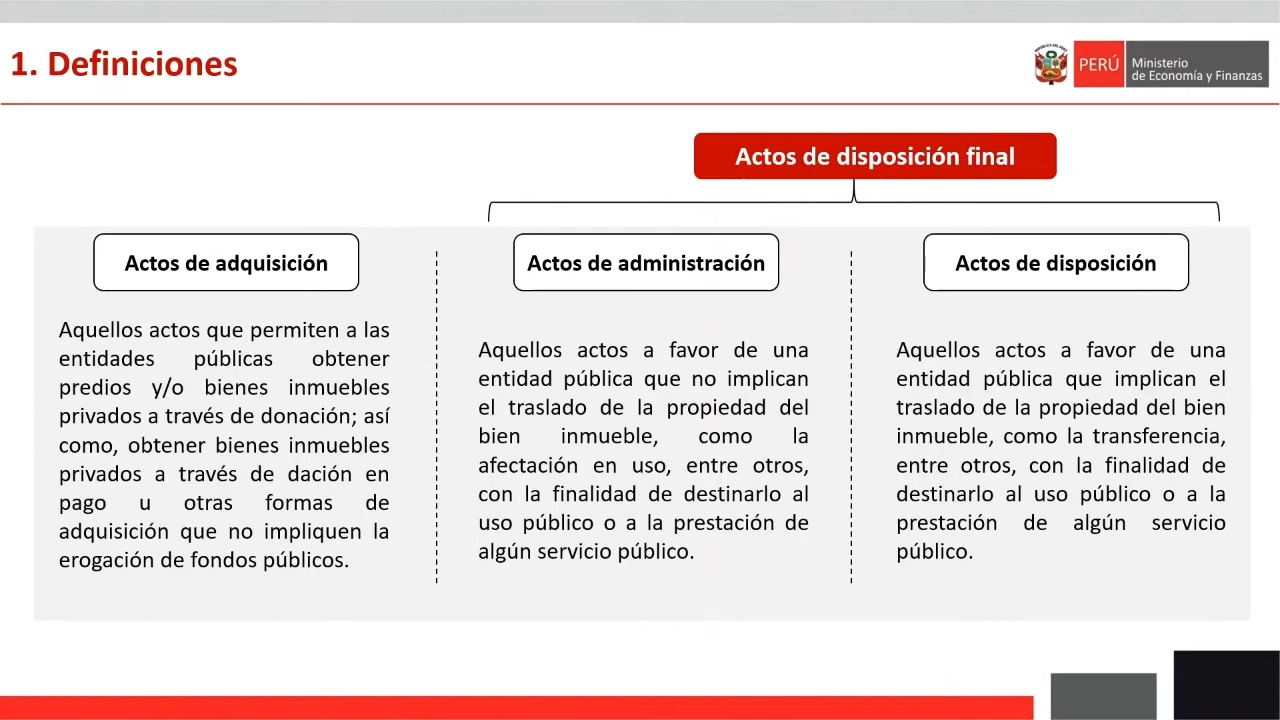 1. Definiciones
REPÚBLICA DEL PERÚ
PERÚ
Ministerio
de Economía y Finanzas
Actos de disposición final
Actos de adquisición
Aquellos actos que permiten a las
entidades públicas obtener
predios y/o bienes inmuebles
privados a través de donación; así
como, obtener bienes inmuebles
privados a través de dación en
pago u otras formas de
adquisición que no impliquen la
erogación de fondos públicos.
Actos de administración
Aquellos actos a favor de una
entidad pública que no implican
el traslado de la propiedad del
bien inmueble, como la
afectación en uso, entre otros,
con la finalidad de destinarlo al
uso público o a la prestación de
algún servicio público.
Actos de disposición
Aquellos actos a favor de una
entidad pública que implican el
traslado de la propiedad del bien
inmueble, como la transferencia,
entre otros, con la finalidad de
destinarlo al uso público o a la
prestación de algún servicio
público.